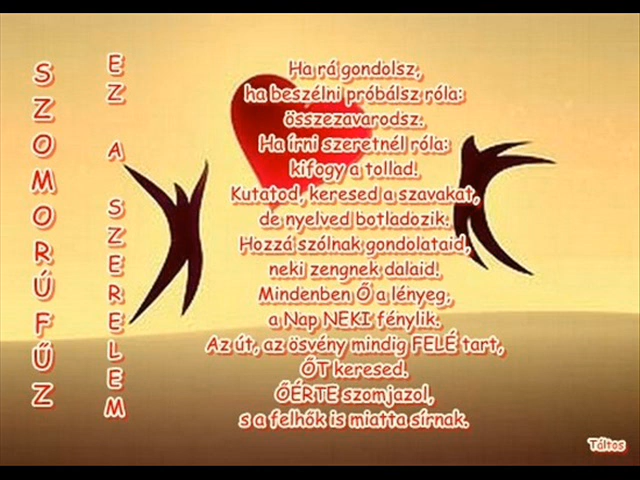 SZOMORÚFŰZ
EZ A SZERELEM
Ha rá gondolsz,
ha beszélni próbálsz róla:
összezavarodsz.
Ha írni szeretnél róla:
kifogy a tollad.
Kutatod, keresed a szavakat,
de nyelved botladozik.
Hozzá szólnak gondolataid,
neki zengnek dalaid.
Mindenben Ő a lényeg,
a Nap NEKI fénylik.
Az út, az ösvény mindig FELÉ tart,
ŐT keresed.
ŐÉRTE szomjazol,
s a felhők is miatta sírnak.
Táltos